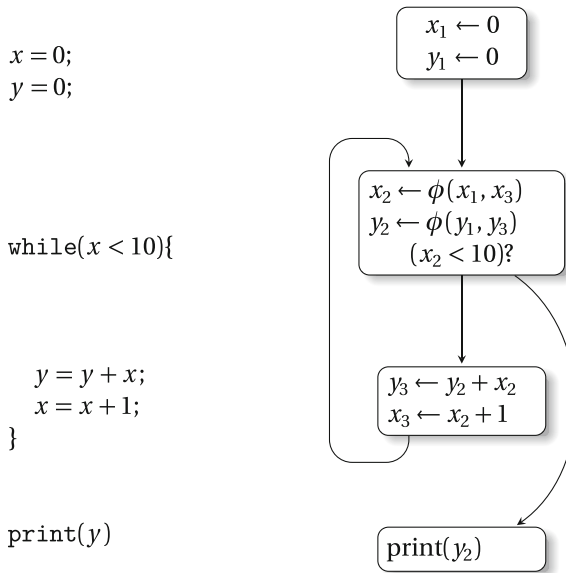 x = 0;
y = 0;
while(x < 10){
y = y + x;
x = x + 1;
}
print(y)
x₁ ← 0
y₁ ← 0
x₂ ← ϕ(x₁, x₃)
y₂ ← ϕ(y₁, y₃)
(x₂ < 10)?
y₃ ← y₂ + x₂
x₃ ← x₂ + 1
print(y₂)